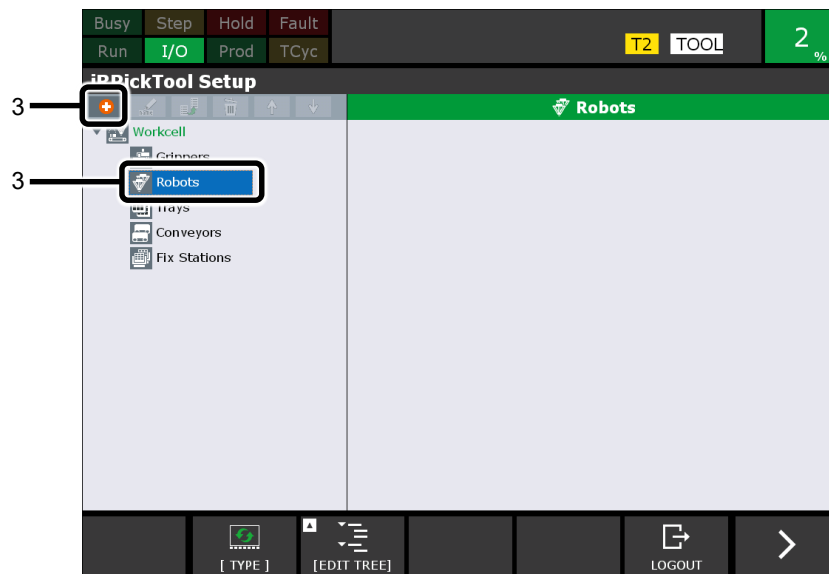 Busy Step Hold Fault
Run I/O Prod TCyc
T2 TOOL
2 %
iRPickTool Setup
3
Robots
Workcell
Grippers
3
Robots
Trays
Conveyors
Fix Stations
[ TYPE ]
[EDIT TREE]
LOGOUT